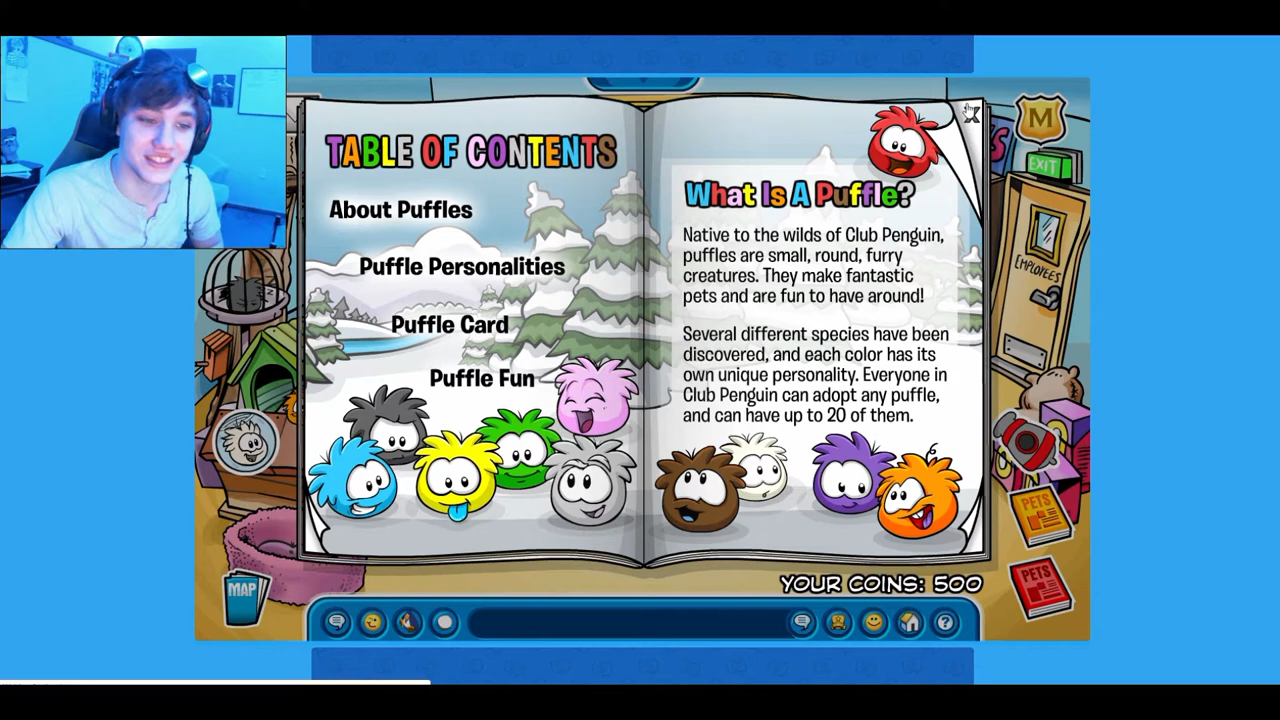 TABLE OF CONTENTS
About Puffles
Puffle Personalities
Puffle Card
Puffle Fun
What Is A Puffle?
Native to the wilds of Club Penguin,
puffles are small, round, furry
creatures. They make fantastic
pets and are fun to have around!
Several different species have been
discovered, and each color has its
own unique personality. Everyone in
Club Penguin can adopt any puffle,
and can have up to 20 of them.
M
EXIT
EMPLOYEES
PETS
PETS
MAP
YOUR COINS: 500
?